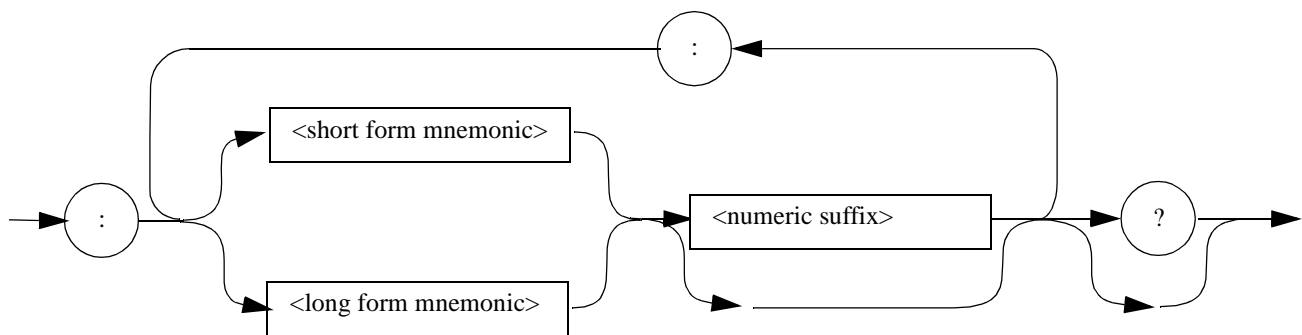 :
<short form mnemonic>
:
<numeric suffix>
?
<long form mnemonic>